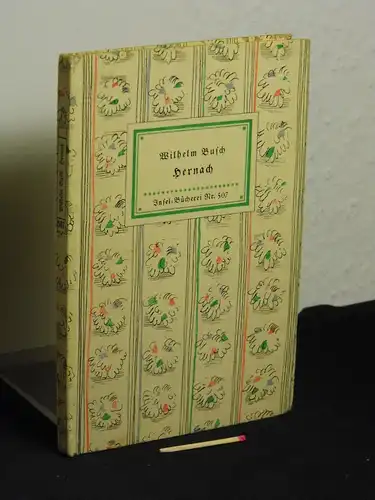 Wilhelm Busch
Hernach
Insel-Bücherei Nr. 507